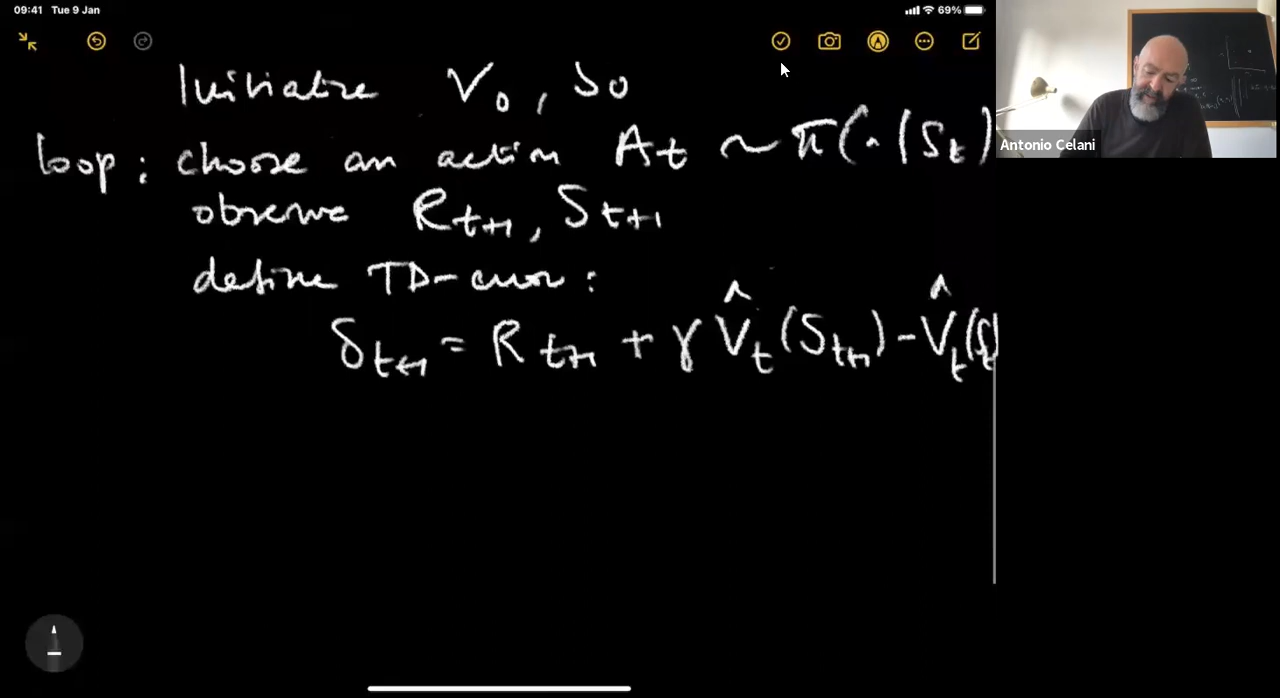 09:41 Tue 9 Jan
69%
Initialize V₀, S₀
loop: choose an action Aₜ ~ π(·|Sₜ)
observe Rₜ₊₁, Sₜ₊₁
define TD-error:
δₜ₊₁ = Rₜ₊₁ + γ V̂ₜ(Sₜ₊₁) - V̂ₜ(Sₜ)
Antonio Celani